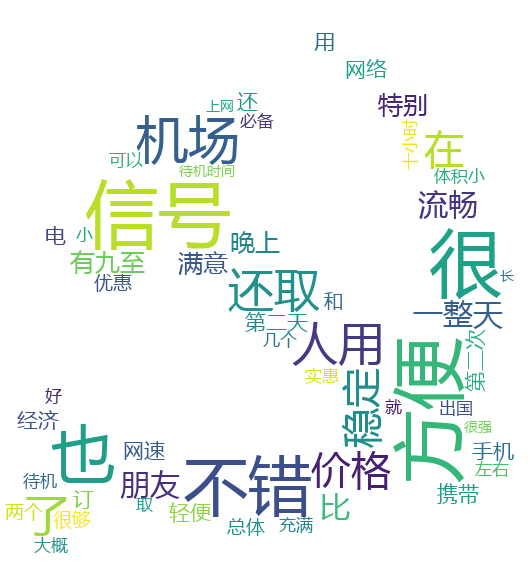 用
网络
特别
上网
还
必备
机场
十小时
在
可以
待机时间
体积小
信号
流畅
电
小
晚上
很
有九至
满意
优惠
还取
长
一整天
和
第二天
几个
人用
方便
第二次
实惠
稳定
好
就
出国
经济
很强
也
网速
手机
左右
不错
价格
朋友
待机
携带
两个
了
订
取
轻便
比
很够
总体
充满
大概